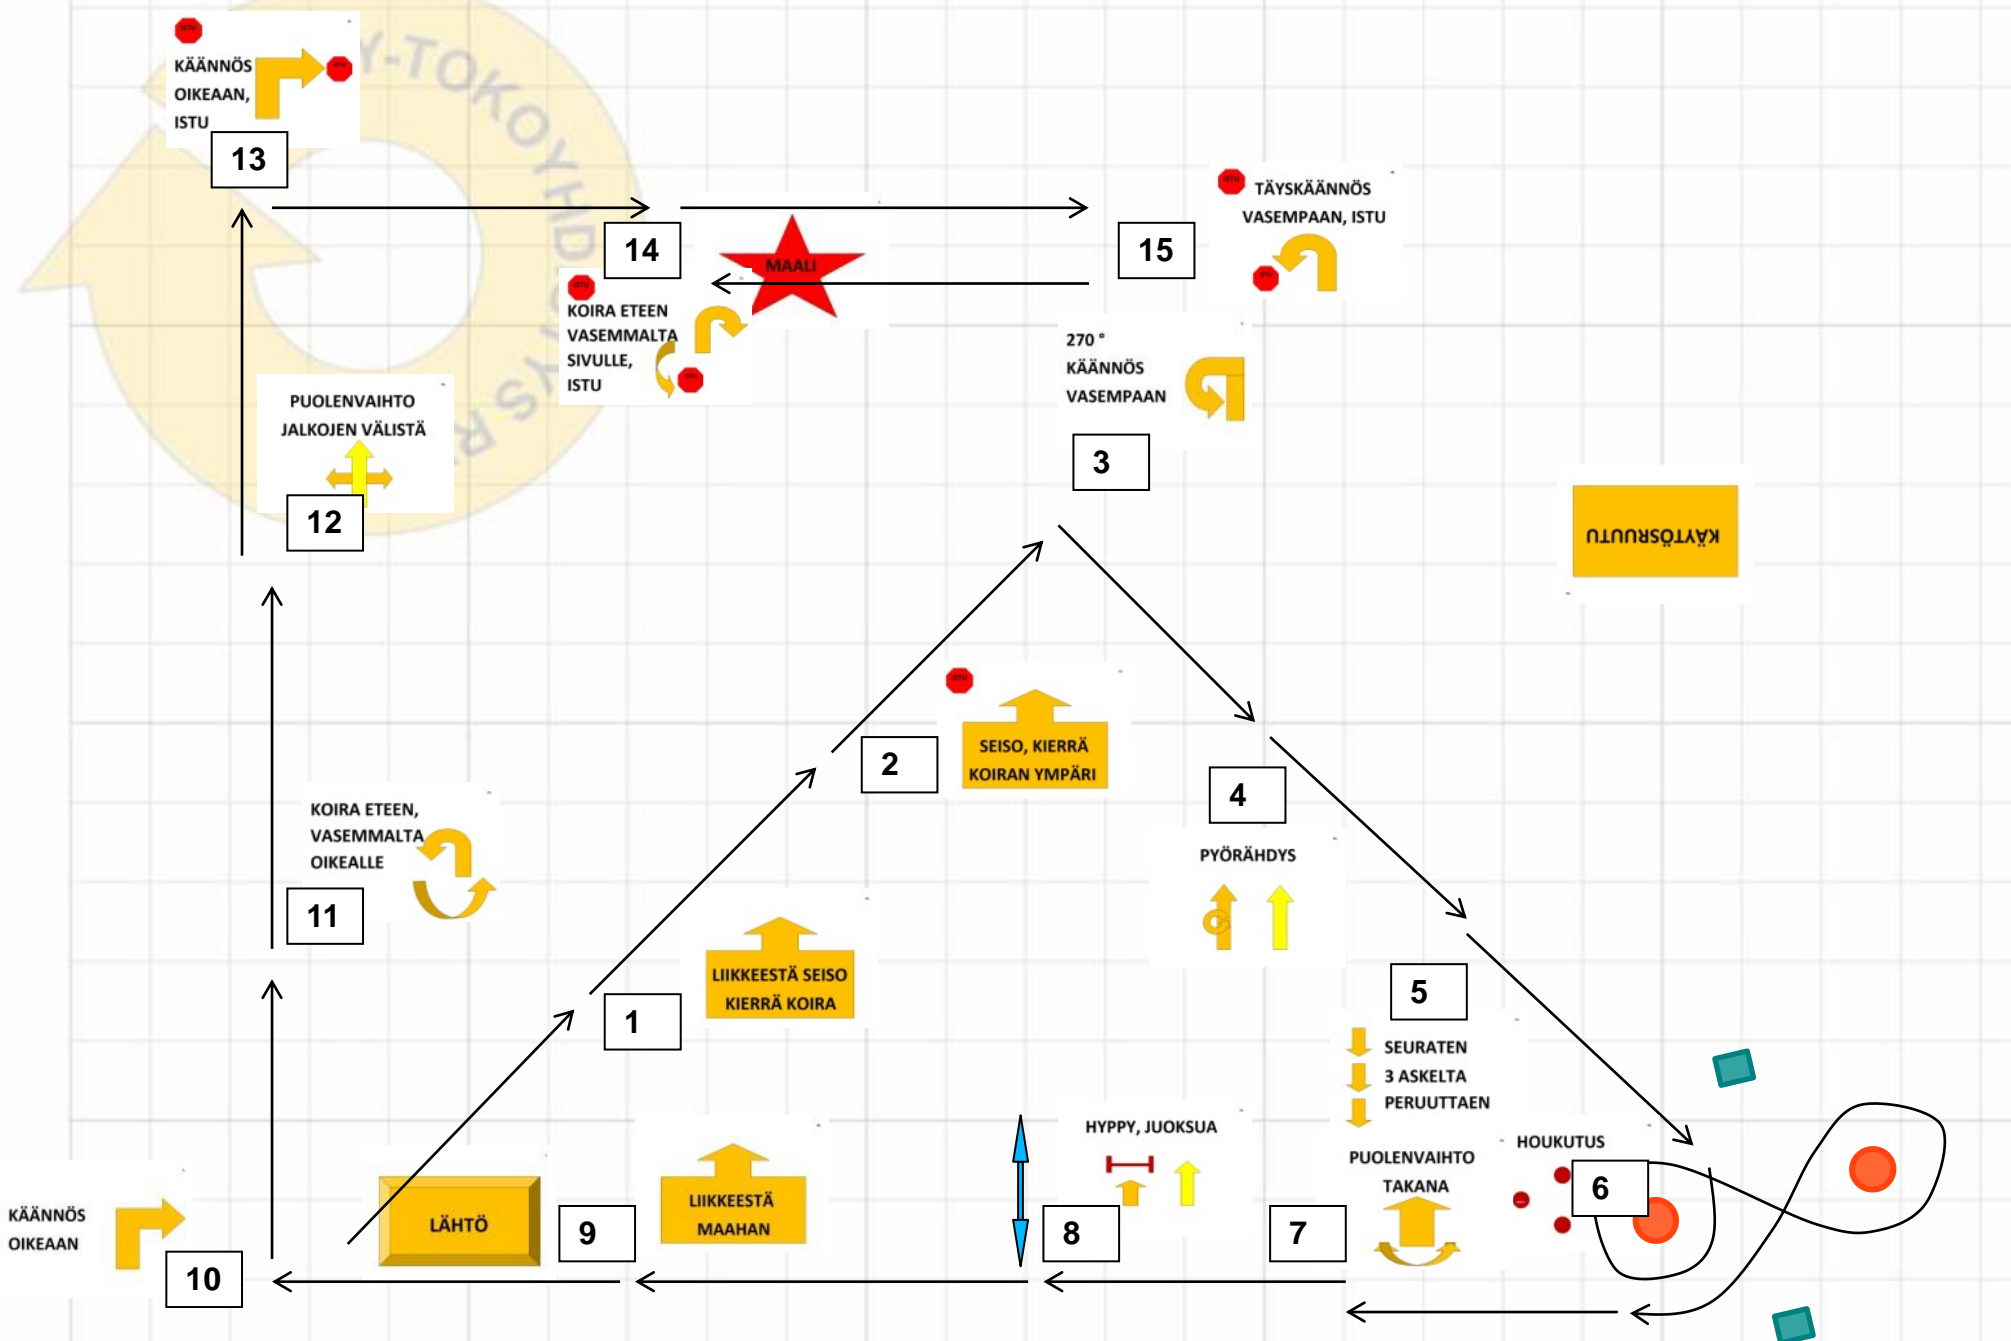 KÄÄNNÖS
OIKEAAN,
ISTU
13
Y-TOKOYHDISTYS R
14
MAALI
15
TÄYSKÄÄNNÖS
VASEMPAAN, ISTU
KOIRA ETEEN
VASEMMALTA
SIVULLE,
ISTU
270 °
KÄÄNNÖS
VASEMPAAN
3
PUOLENVAIHTO
JALKOJEN VÄLISTÄ
12
KÄYTÖSRUUTU
2
SEISO, KIERRÄ
KOIRAN YMPÄRI
4
PYÖRÄHDYS
KOIRA ETEEN,
VASEMMALTA
OIKEALLE
11
LIIKKEESTÄ SEISO
KIERRÄ KOIRA
1
5
SEURATEN
3 ASKELTA
PERUUTTAEN
HYPPY, JUOKSUA
8
PUOLENVAIHTO
TAKANA
7
HOUKUTUS
6
LIIKKEESTÄ
MAAHAN
9
LÄHTÖ
KÄÄNNÖS
OIKEAAN
10